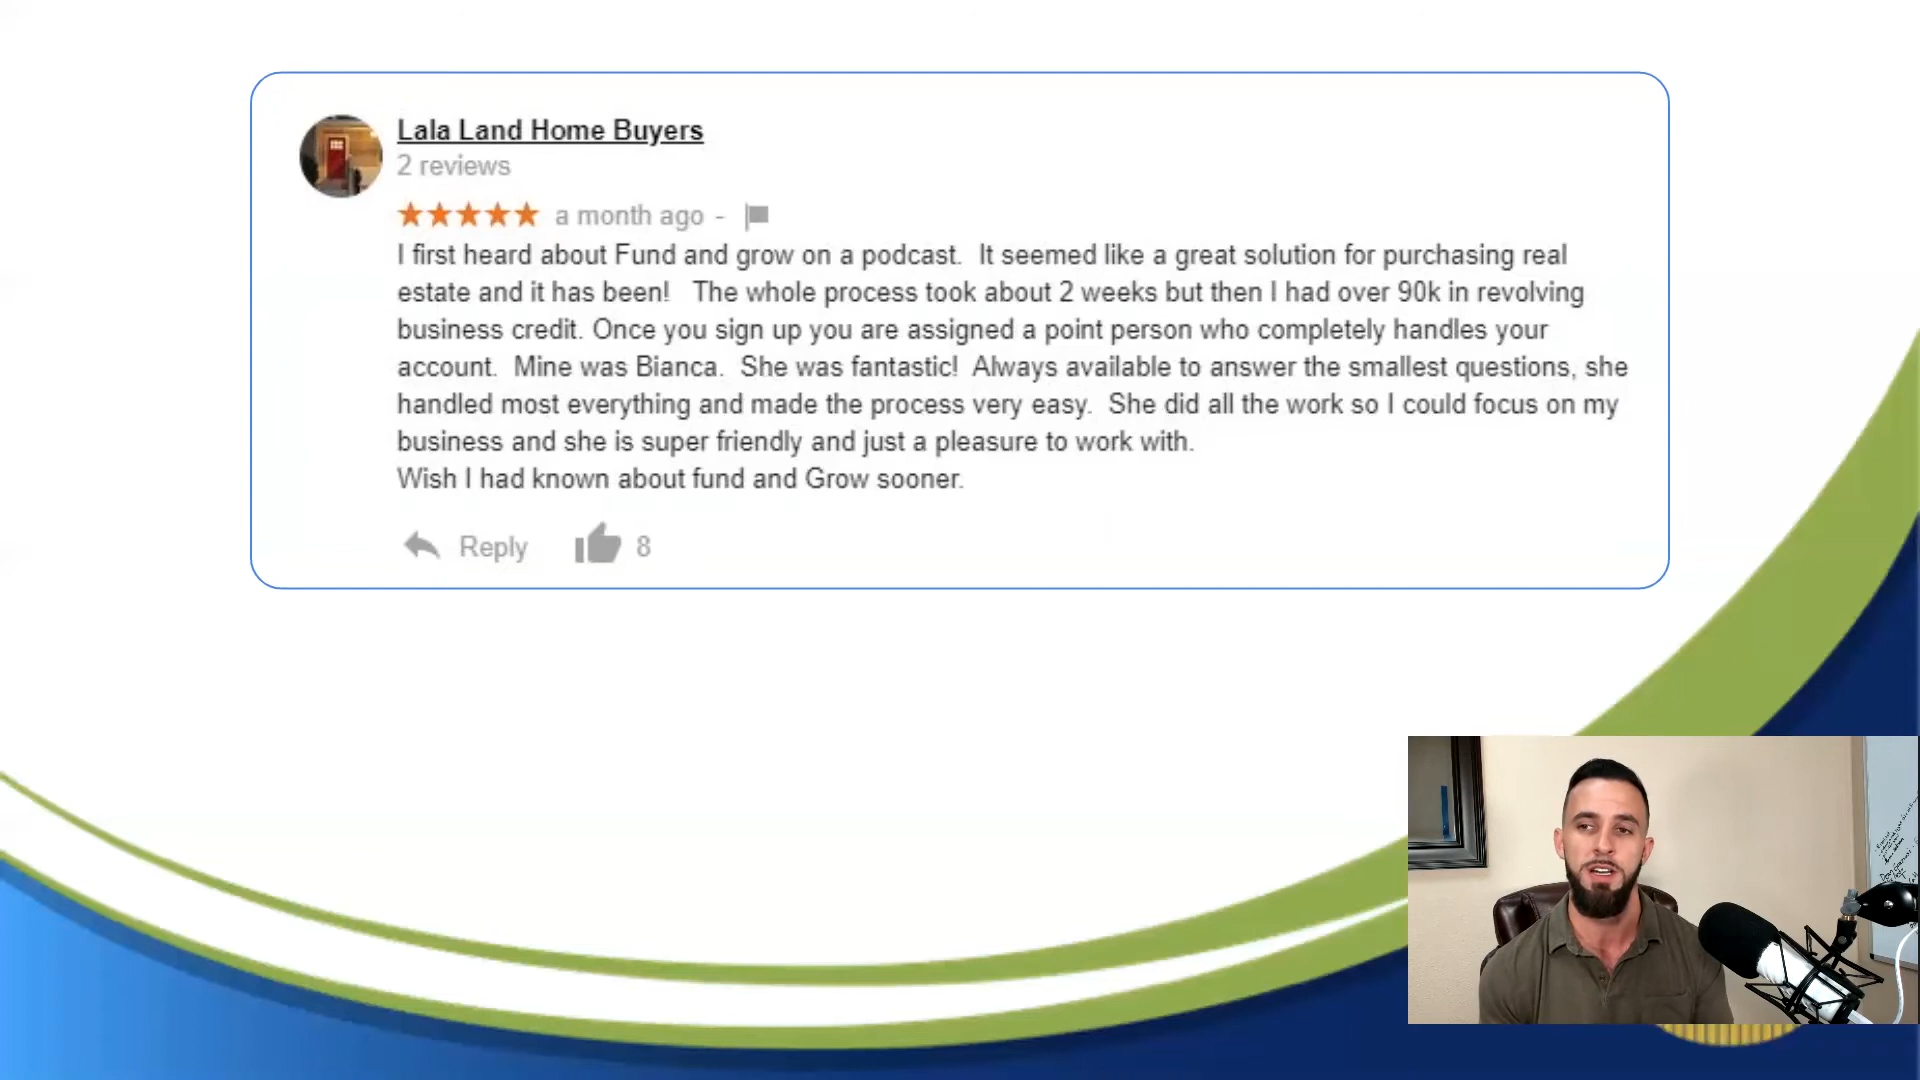 Lala Land Home Buyers
2 reviews
a month ago -
I first heard about Fund and grow on a podcast.  It seemed like a great solution for purchasing real
estate and it has been!   The whole process took about 2 weeks but then I had over 90k in revolving
business credit. Once you sign up you are assigned a point person who completely handles your
account.  Mine was Bianca.  She was fantastic!  Always available to answer the smallest questions, she
handled most everything and made the process very easy.  She did all the work so I could focus on my
business and she is super friendly and just a pleasure to work with.
Wish I had known about fund and Grow sooner.
Reply 8